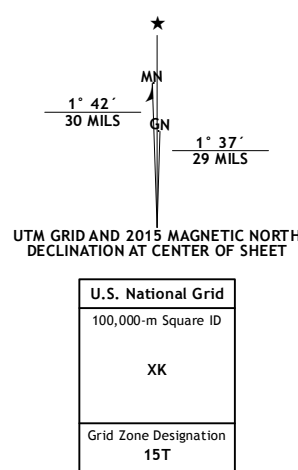 MN
1° 42´
30 MILS
GN
1° 37´
29 MILS
UTM GRID AND 2015 MAGNETIC NORTH
DECLINATION AT CENTER OF SHEET
U.S. National Grid
100,000-m Square ID
XK
Grid Zone Designation
15T